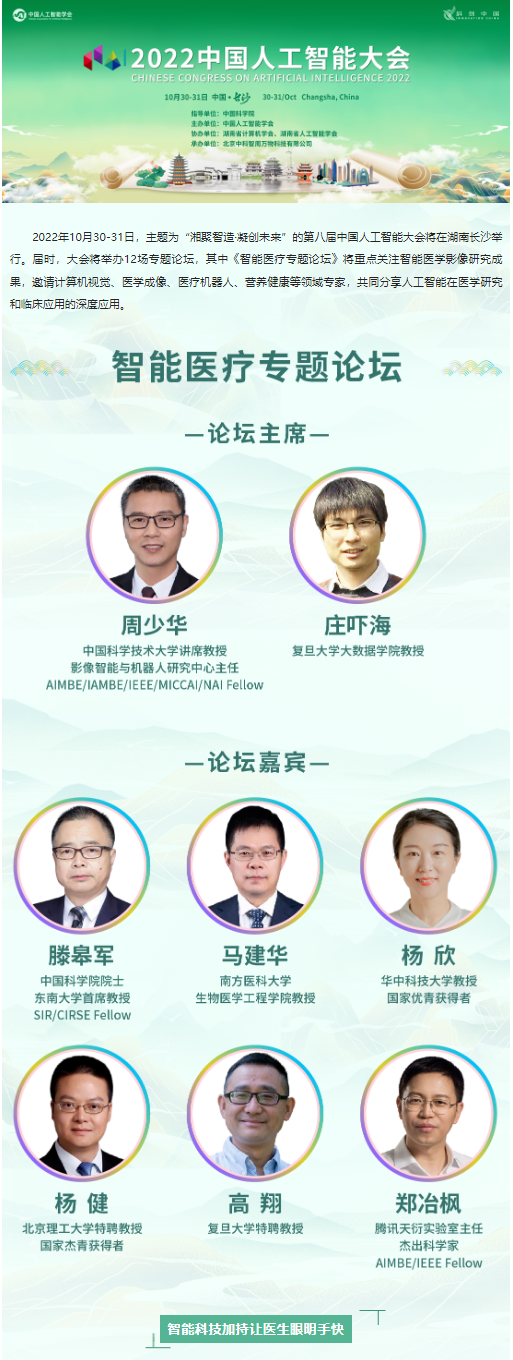 中国人工智能学会
科创中国
INNOVATION CHINA
2022中国人工智能大会
CHINESE CONGRESS ON ARTIFICIAL INTELLIGENCE 2022
10月30-31日 中国·长沙 30-31/Oct Changsha, China
指导单位：中国科学院
主办单位：中国人工智能学会
协办单位：湖南省计算机学会、湖南省人工智能学会
承办单位：北京中科智南万物科技有限公司
2022年10月30-31日，主题为“湘聚智造·凝创未来”的第八届中国人工智能大会将在湖南长沙举
行。届时，大会将举办12场专题论坛，其中《智能医疗专题论坛》将重点关注智能医学影像研究成
果，邀请计算机视觉、医学成像、医疗机器人、营养健康等领域专家，共同分享人工智能在医学研究
和临床应用的深度应用。
智能医疗专题论坛
—论坛主席—
周少华 庄吓海
中国科学技术大学讲席教授 复旦大学大数据学院教授
影像智能与机器人研究中心主任
AIMBE/IAMBE/IEEE/MICCAI/NAI Fellow
—论坛嘉宾—
滕皋军 马建华 杨 欣
中国科学院院士 南方医科大学 华中科技大学教授
东南大学首席教授 生物医学工程学院教授 国家优青获得者
SIR/CIRSE Fellow
杨 健 高 翔 郑冶枫
北京理工大学特聘教授 复旦大学特聘教授 腾讯天衍实验室主任
国家杰青获得者 杰出科学家
AIMBE/IEEE Fellow
智能科技加持让医生眼明手快